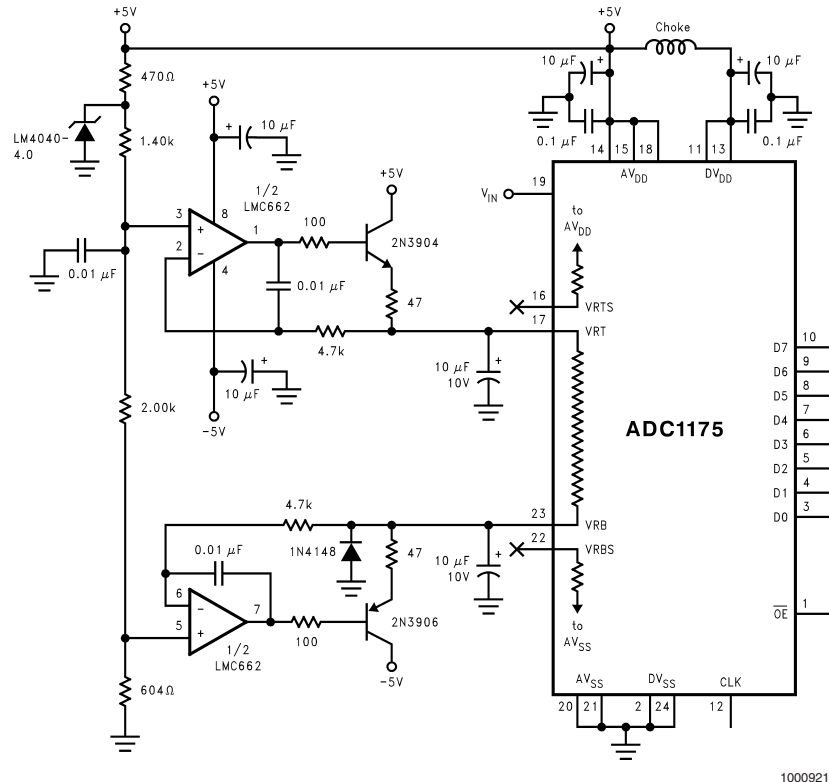 +5V
470Ω
LM4040-
4.0
1.40k
0.01 μF
2.00k
604Ω
+5V
+
10 μF
1/2
LMC662
3
+
2
−
8
1
4
100
+5V
2N3904
0.01 μF
47
4.7k
+
10 μF
−5V
+
10 μF
10V
4.7k
0.01 μF
1N4148
47
+
10 μF
10V
6
−
5
+
7
1/2
LMC662
100
2N3906
−5V
+5V
Choke
10 μF
+
+
10 μF
0.1 μF
0.1 μF
14
15
18
11
13
AVDD
DVDD
VIN
19
to
AVDD
16
VRTS
17
VRT
ADC1175
23
VRB
22
VRBS
to
AVSS
D7
10
D6
9
D5
8
D4
7
D3
6
D2
5
D1
4
D0
3
OE
1
AVSS
DVSS
CLK
20
21
2
24
12
1000921